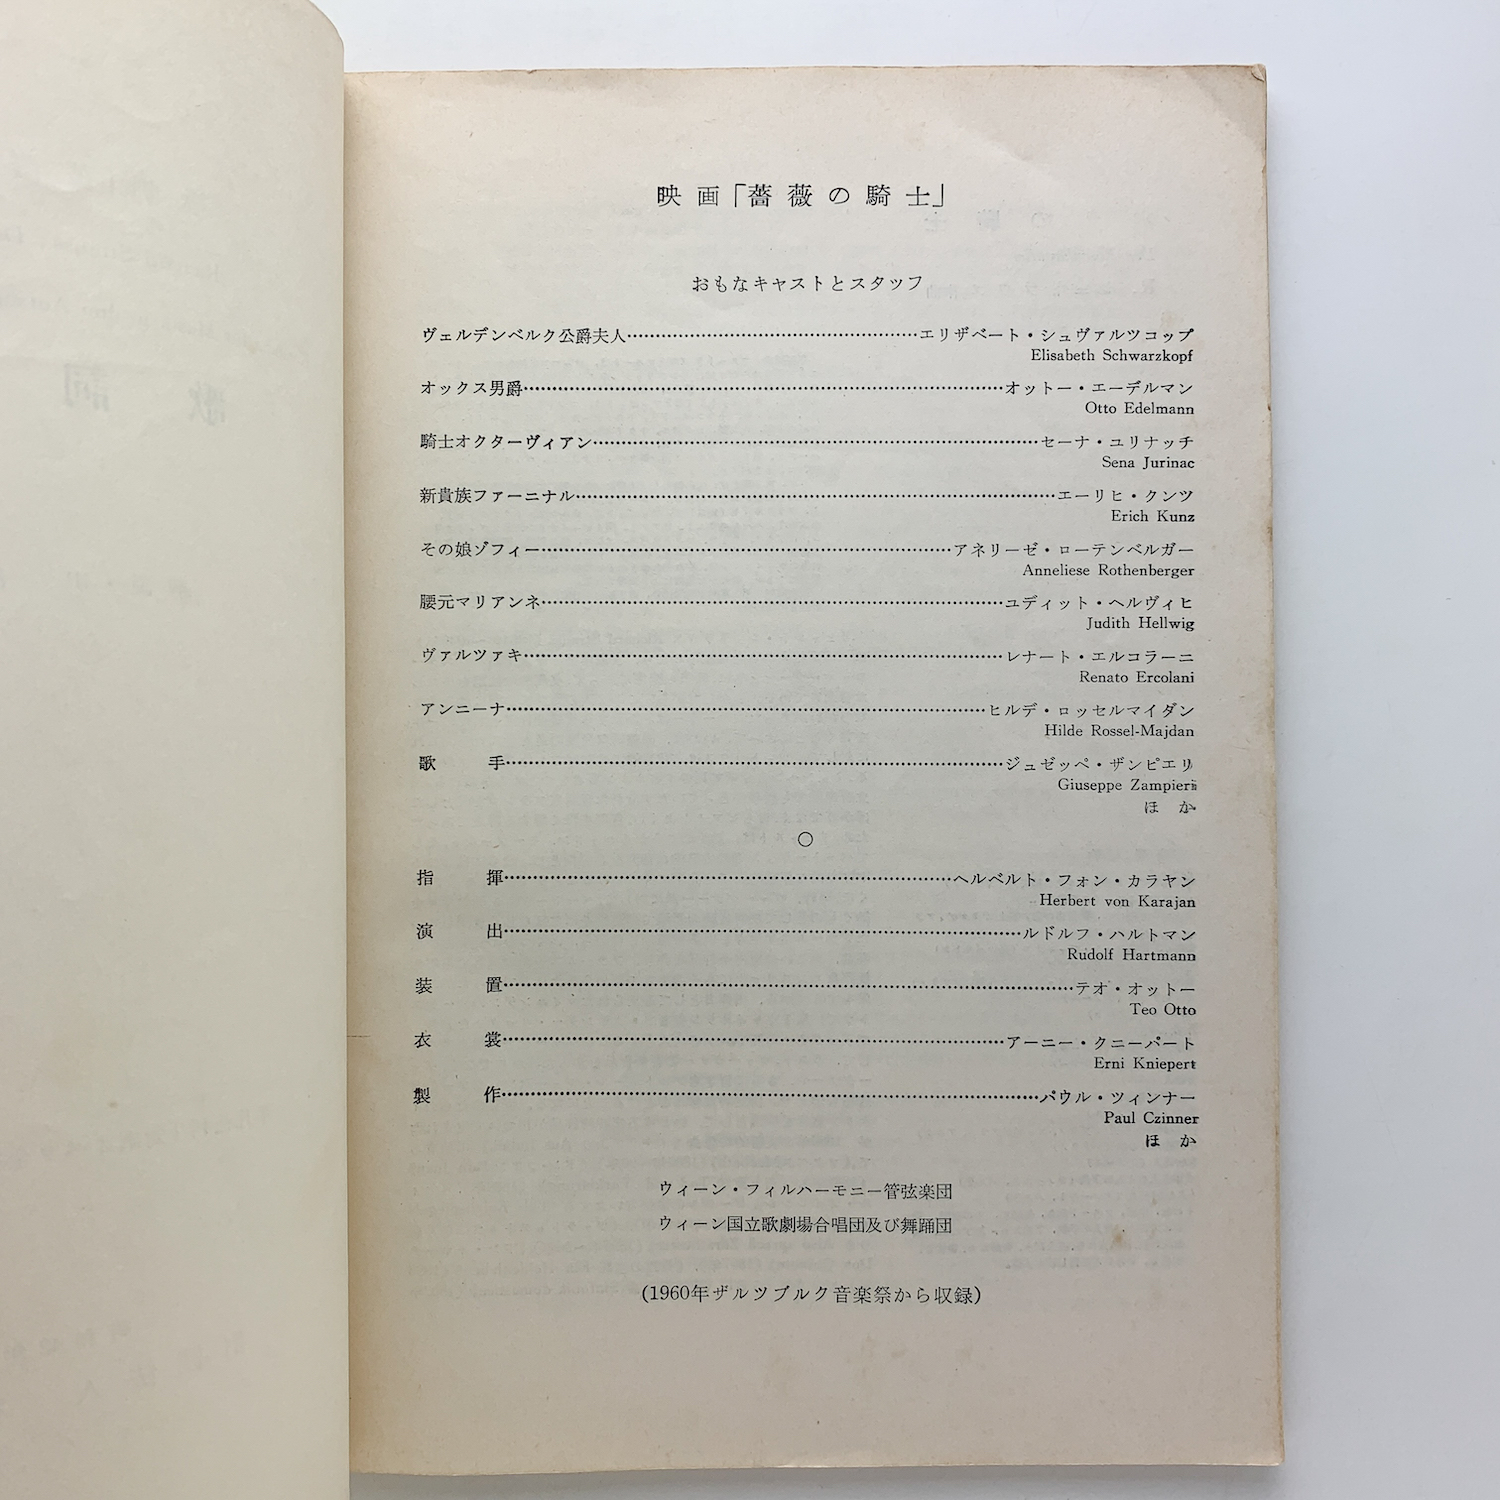 映画「薔薇の騎士」
おもなキャストとスタッフ
ヴェルデンベルク公爵夫人…………エリザベート・シュヴァルツコップ
Elisabeth Schwarzkopf
オックス男爵…………オットー・エーデルマン
Otto Edelmann
騎士オクターヴィアン…………セーナ・ユリナッチ
Sena Jurinac
新貴族ファーニナル…………エーリヒ・クンツ
Erich Kunz
その娘ゾフィー…………アネリーゼ・ローテンベルガー
Anneliese Rothenberger
腰元マリアンネ…………ユディット・ヘルヴィヒ
Judith Hellwig
ヴァルツァキ…………レナート・エルコラーニ
Renato Ercolani
アンニーナ…………ヒルデ・ロッセルマイダン
Hilde Rossel-Majdan
歌手…………ジュゼッペ・ザンピエリ
Giuseppe Zampieri
ほか
○
指揮…………ヘルベルト・フォン・カラヤン
Herbert von Karajan
演出…………ルドルフ・ハルトマン
Rudolf Hartmann
装置…………テオ・オットー
Teo Otto
衣裳…………アーニー・クニーパート
Erni Kniepert
製作…………パウル・ツィンナー
Paul Czinner
ほか
ウィーン・フィルハーモニー管弦楽団
ウィーン国立歌劇場合唱団及び舞踊団
(1960年ザルツブルク音楽祭から収録)